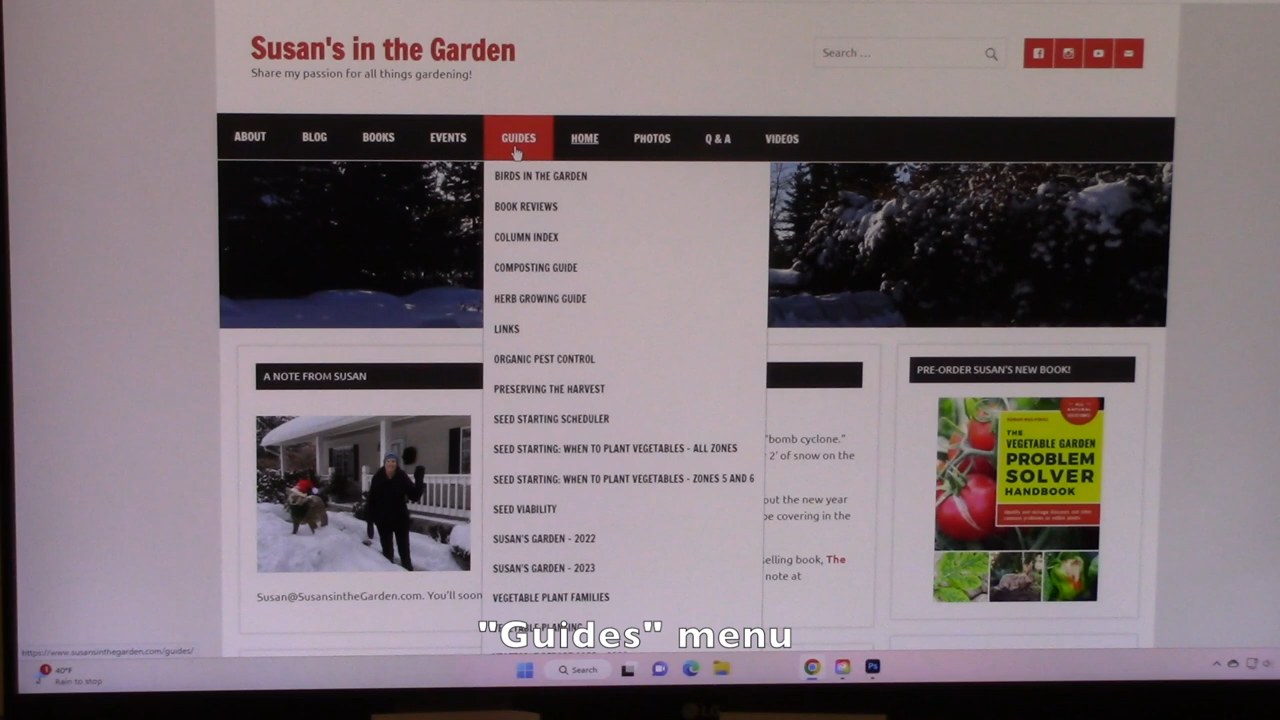 Susan's in the Garden
Share my passion for all things gardening!
Search ...
ABOUT BLOG BOOKS EVENTS GUIDES HOME PHOTOS Q & A VIDEOS
BIRDS IN THE GARDEN
BOOK REVIEWS
COLUMN INDEX
COMPOSTING GUIDE
HERB GROWING GUIDE
LINKS
ORGANIC PEST CONTROL
PRESERVING THE HARVEST
SEED STARTING SCHEDULER
SEED STARTING: WHEN TO PLANT VEGETABLES - ALL ZONES
SEED STARTING: WHEN TO PLANT VEGETABLES - ZONES 5 AND 6
SEED VIABILITY
SUSAN'S GARDEN - 2022
SUSAN'S GARDEN - 2023
VEGETABLE PLANT FAMILIES
A NOTE FROM SUSAN
"bomb cyclone."
2' of snow on the
out the new year
be covering in the
elling book, The
note at
Susan@SusansintheGarden.com. You'll soon
PRE-ORDER SUSAN'S NEW BOOK!
THE
VEGETABLE GARDEN
PROBLEM
SOLVER
HANDBOOK
"Guides" menu
https://www.susansinthegarden.com/guides/
1
40°F
Rain to stop
Search
LG